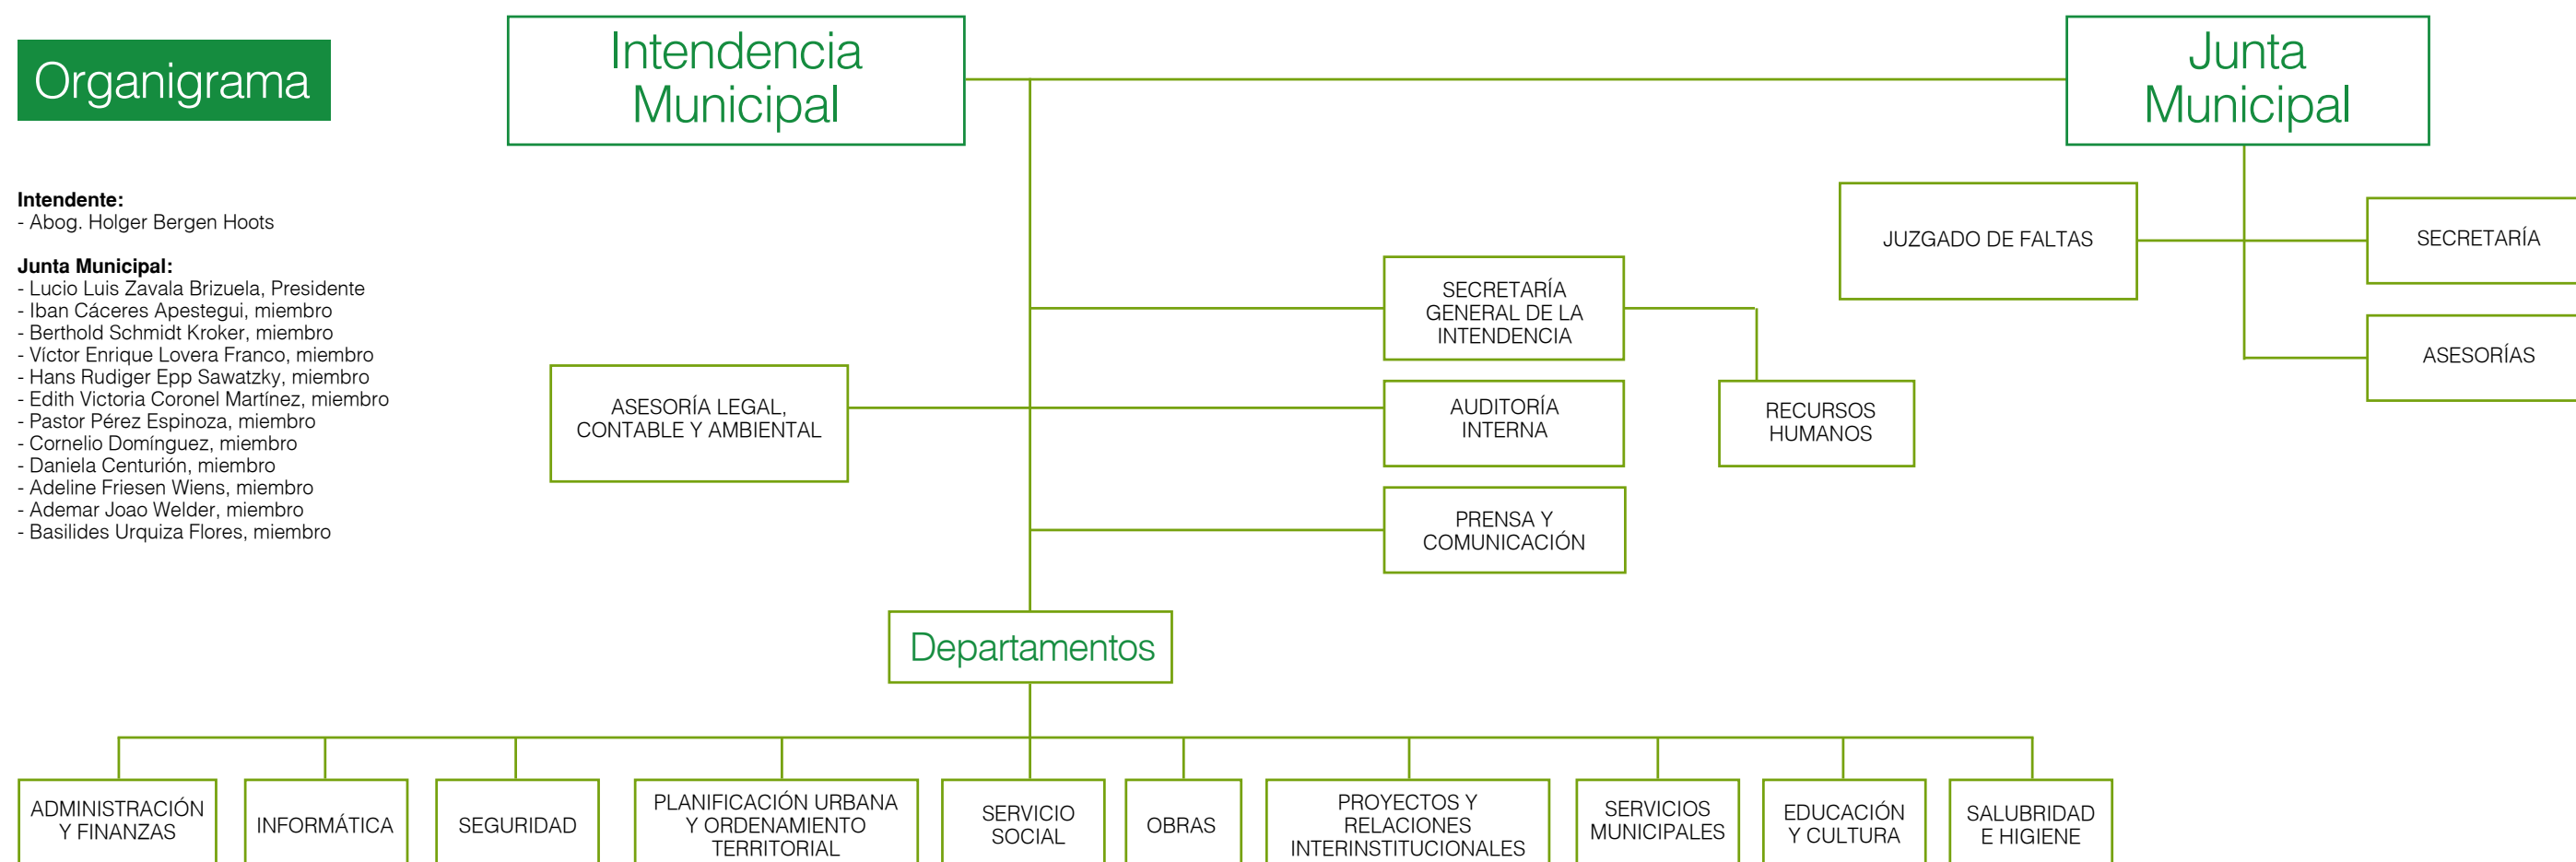 Organigrama
Intendencia
Municipal
Junta
Municipal
Intendente:
- Abog. Holger Bergen Hoots
Junta Municipal:
- Lucio Luis Zavala Brizuela, Presidente
- Iban Cáceres Apestegui, miembro
- Berthold Schmidt Kroker, miembro
- Víctor Enrique Lovera Franco, miembro
- Hans Rudiger Epp Sawatzky, miembro
- Edith Victoria Coronel Martínez, miembro
- Pastor Pérez Espinoza, miembro
- Cornelio Domínguez, miembro
- Daniela Centurión, miembro
- Adeline Friesen Wiens, miembro
- Ademar Joao Welder, miembro
- Basilides Urquiza Flores, miembro
JUZGADO DE FALTAS
SECRETARÍA
ASESORÍAS
SECRETARÍA
GENERAL DE LA
INTENDENCIA
ASESORÍA LEGAL,
CONTABLE Y AMBIENTAL
AUDITORÍA
INTERNA
RECURSOS
HUMANOS
PRENSA Y
COMUNICACIÓN
Departamentos
ADMINISTRACIÓN
Y FINANZAS
INFORMÁTICA
SEGURIDAD
PLANIFICACIÓN URBANA
Y ORDENAMIENTO
TERRITORIAL
SERVICIO
SOCIAL
OBRAS
PROYECTOS Y
RELACIONES
INTERINSTITUCIONALES
SERVICIOS
MUNICIPALES
EDUCACIÓN
Y CULTURA
SALUBRIDAD
E HIGIENE